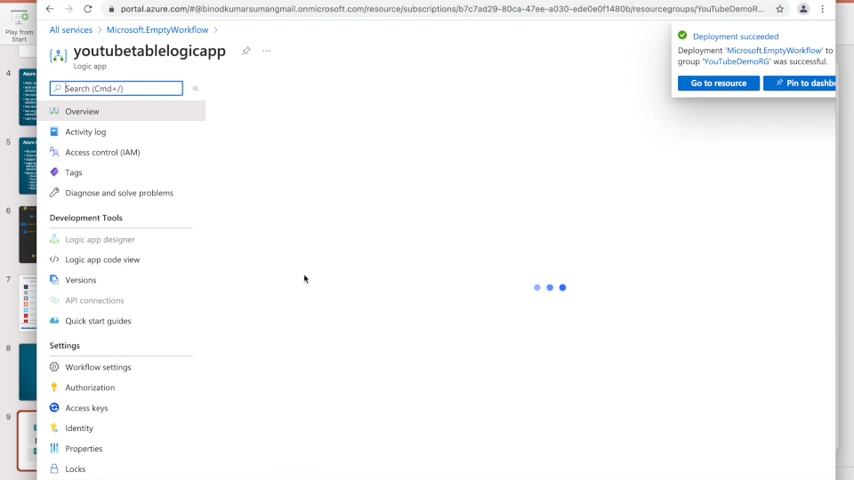 Play from
Start
portal.azure.com/#@binodkumarsumangmail.onmicrosoft.com/resource/subscriptions/b7c7ad29-80ca-47ee-a030-ede0e0f1480b/resourcegroups/YouTubeDemoR...
All services > Microsoft.EmptyWorkflow >
youtubetablelogicapp
Logic app
Search (Cmd+/)
Overview
Activity log
Access control (IAM)
Tags
Diagnose and solve problems
Development Tools
Logic app designer
Logic app code view
Versions
API connections
Quick start guides
Settings
Workflow settings
Authorization
Access keys
Identity
Properties
Locks
Deployment succeeded
Deployment 'Microsoft.EmptyWorkflow' to
group 'YouTubeDemoRG' was successful.
Go to resource
Pin to dashbo
4
5
6
7
8
9